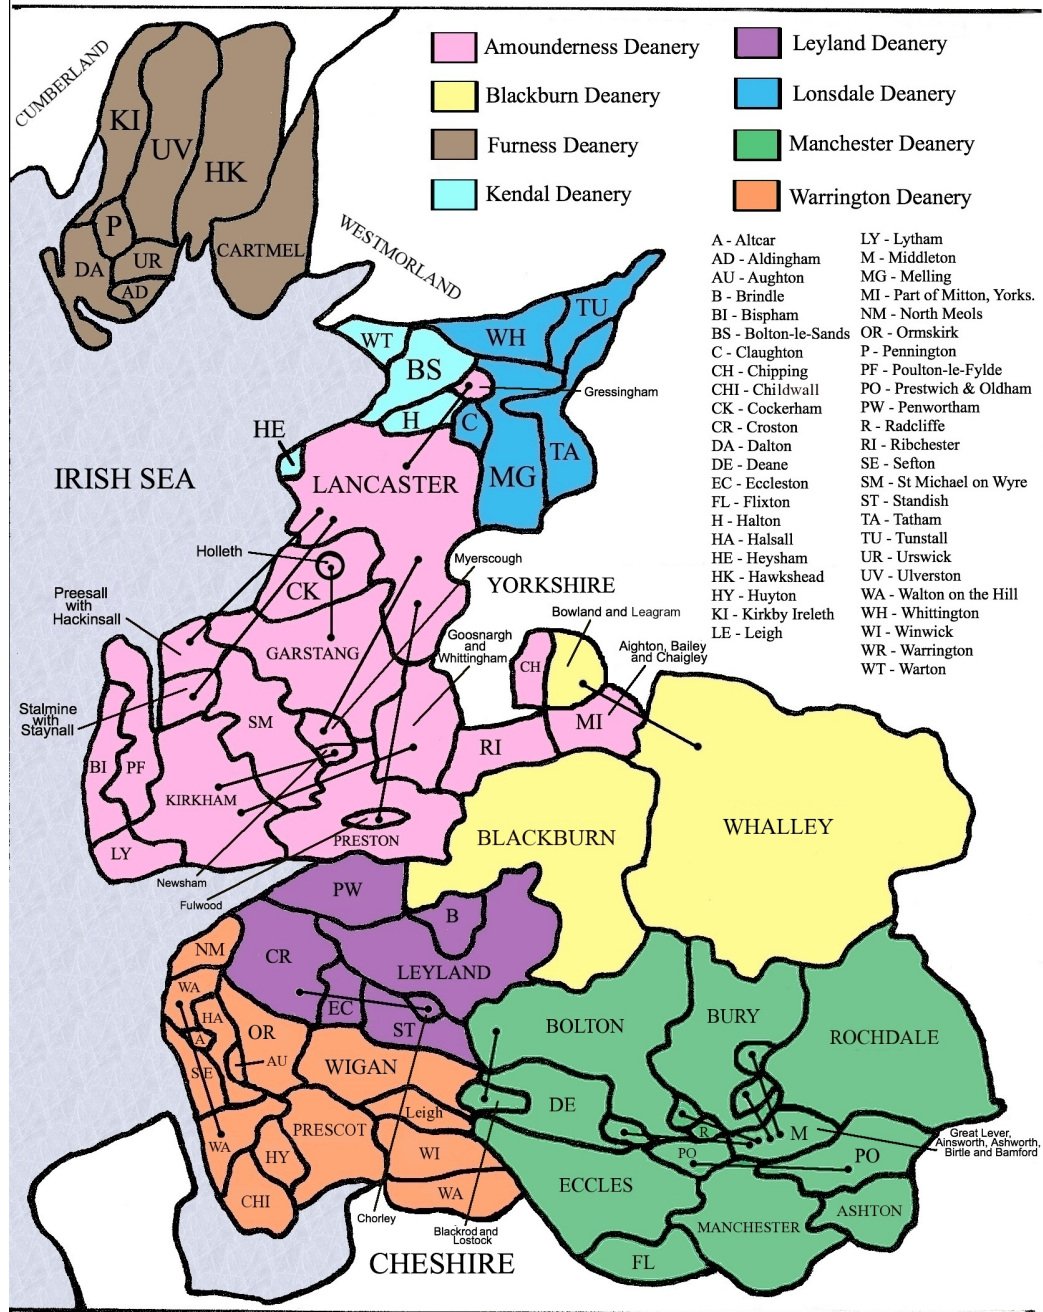 CUMBERLAND
Amounderness Deanery
Blackburn Deanery
Furness Deanery
Kendal Deanery
Leyland Deanery
Lonsdale Deanery
Manchester Deanery
Warrington Deanery
KI
UV
HK
P
DA
UR
AD
CARTMEL
WESTMORLAND
A - Altcar
AD - Aldingham
AU - Aughton
B - Brindle
BI - Bispham
BS - Bolton-le-Sands
C - Claughton
CH - Chipping
CHI - Childwall
CK - Cockerham
CR - Croston
DA - Dalton
DE - Deane
EC - Eccleston
FL - Flixton
H - Halton
HA - Halsall
HE - Heysham
HK - Hawkshead
HY - Huyton
KI - Kirkby Ireleth
LE - Leigh
LY - Lytham
M - Middleton
MG - Melling
MI - Part of Mitton, Yorks.
NM - North Meols
OR - Ormskirk
P - Pennington
PF - Poulton-le-Fylde
PO - Prestwich & Oldham
PW - Penwortham
R - Radcliffe
RI - Ribchester
SE - Sefton
SM - St Michael on Wyre
ST - Standish
TA - Tatham
TU - Tunstall
UR - Urswick
UV - Ulverston
WA - Walton on the Hill
WH - Whittington
WI - Winwick
WR - Warrington
WT - Warton
TU
WT
WH
BS
Gressingham
H
C
HE
TA
MG
IRISH SEA
LANCASTER
Holleth
Myerscough
CK
YORKSHIRE
Preesall
with
Hackinsall
Bowland and Leagram
Goosnargh
and
Whittingham
Aighton, Bailey
and Chaigley
GARSTANG
CH
Stalmine
with
Staynall
SM
MI
RI
BI
PF
KIRKHAM
WHALLEY
BLACKBURN
PRESTON
LY
Newsham
Fulwood
PW
B
NM
CR
LEYLAND
WA
EC
HA
ST
BOLTON
BURY
ROCHDALE
OR
A
AU
SE
WIGAN
Leigh
DE
PRESCOT
R
M
Great Lever,
Ainsworth, Ashworth,
Birtle and Bamford
WA
HY
WI
PO
PO
ECCLES
CHI
WA
ASHTON
Chorley
Blackrod and
Lostock
MANCHESTER
CHESHIRE
FL